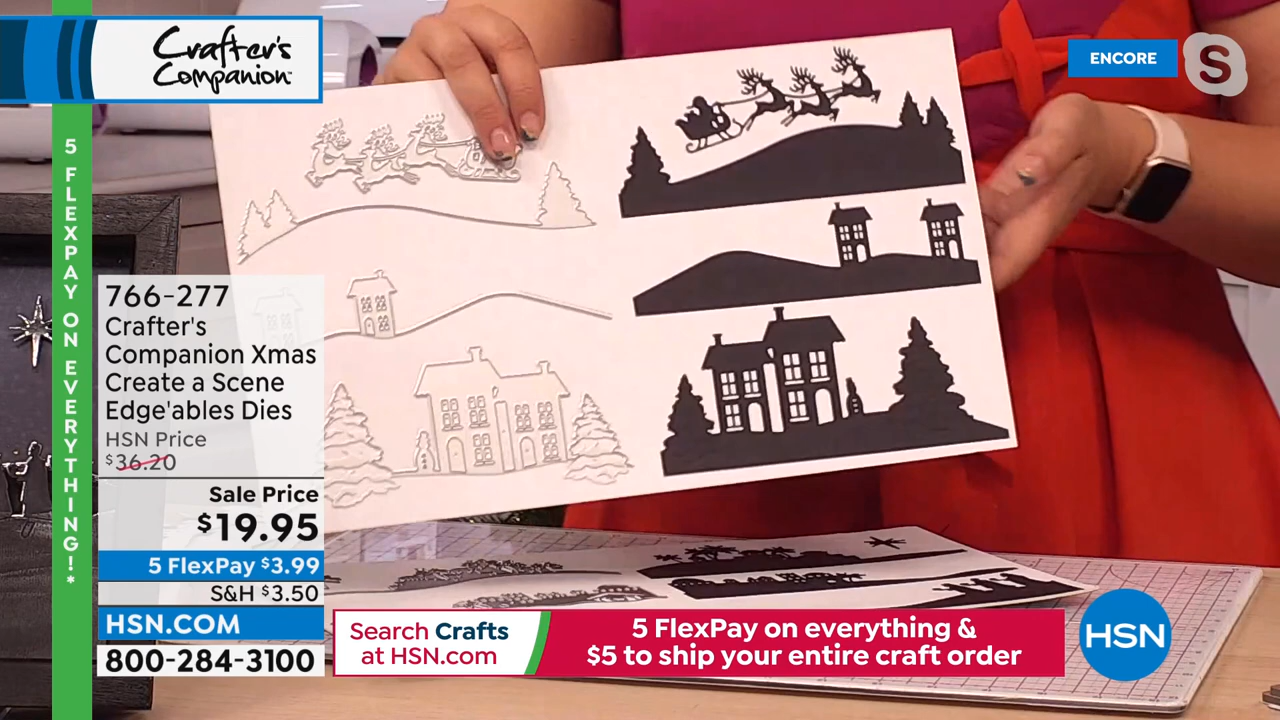 Crafter's
Companion
ENCORE
S
5 FLEXPAY ON EVERYTHING!*
766-277
Crafter's
Companion Xmas
Create a Scene
Edge'ables Dies
HSN Price
$36.20
Sale Price
$19.95
5 FlexPay $3.99
S&H $3.50
HSN.COM
800-284-3100
Search Crafts
at HSN.com
5 FlexPay on everything &
$5 to ship your entire craft order
HSN